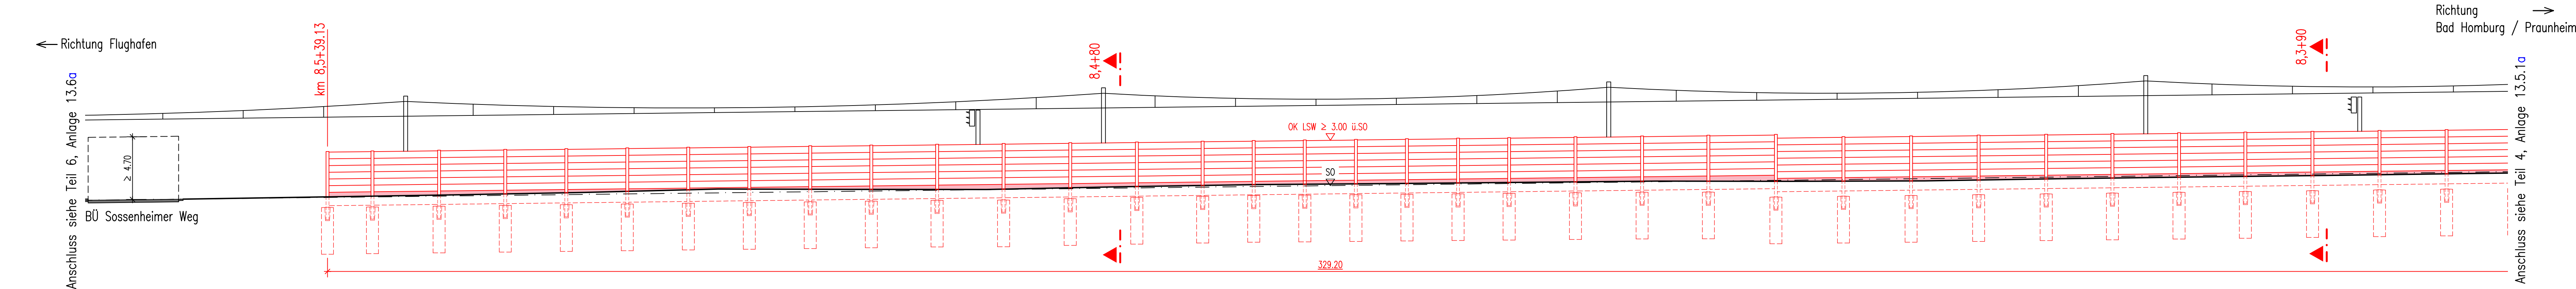 Richtung
Bad Homburg / Praunheim
Richtung Flughafen
km 8,5+39.13
8,4+80
8,3+90
Anschluss siehe Teil 6, Anlage 13.6a
≥ 4.70
OK LSW ≥ 3.00 ü.SO
SO
BÜ Sossenheimer Weg
329.20
Anschluss siehe Teil 4, Anlage 13.5.1a